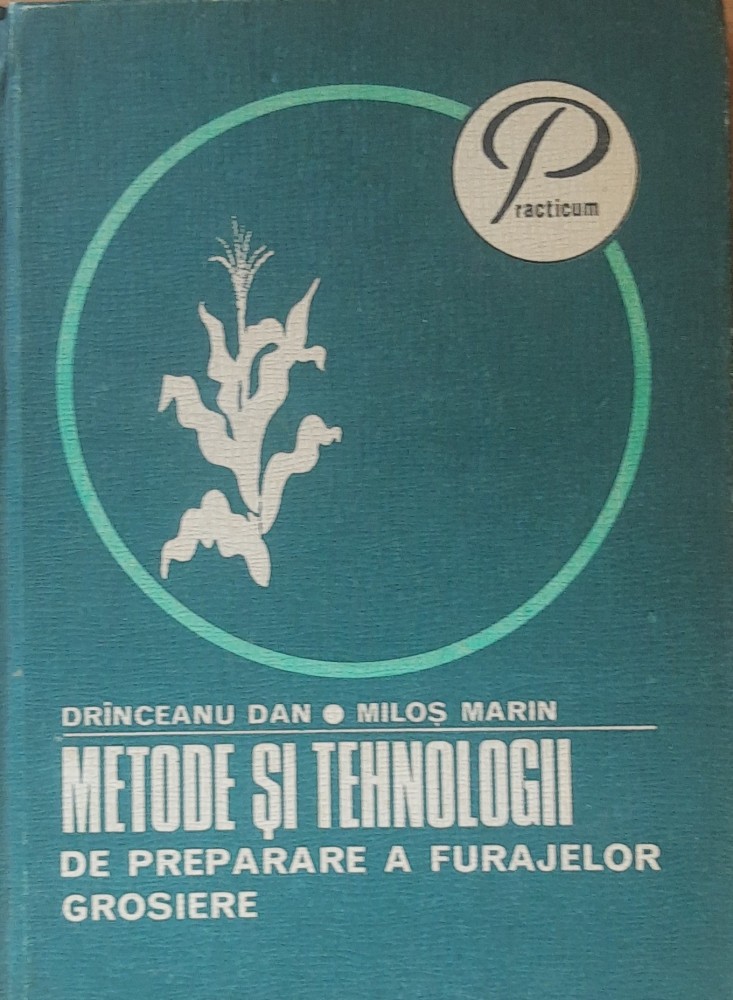 Practicum
DRÎNCEANU DAN ● MILOȘ MARIN
METODE ȘI TEHNOLOGII
DE PREPARARE A FURAJELOR
GROSIERE